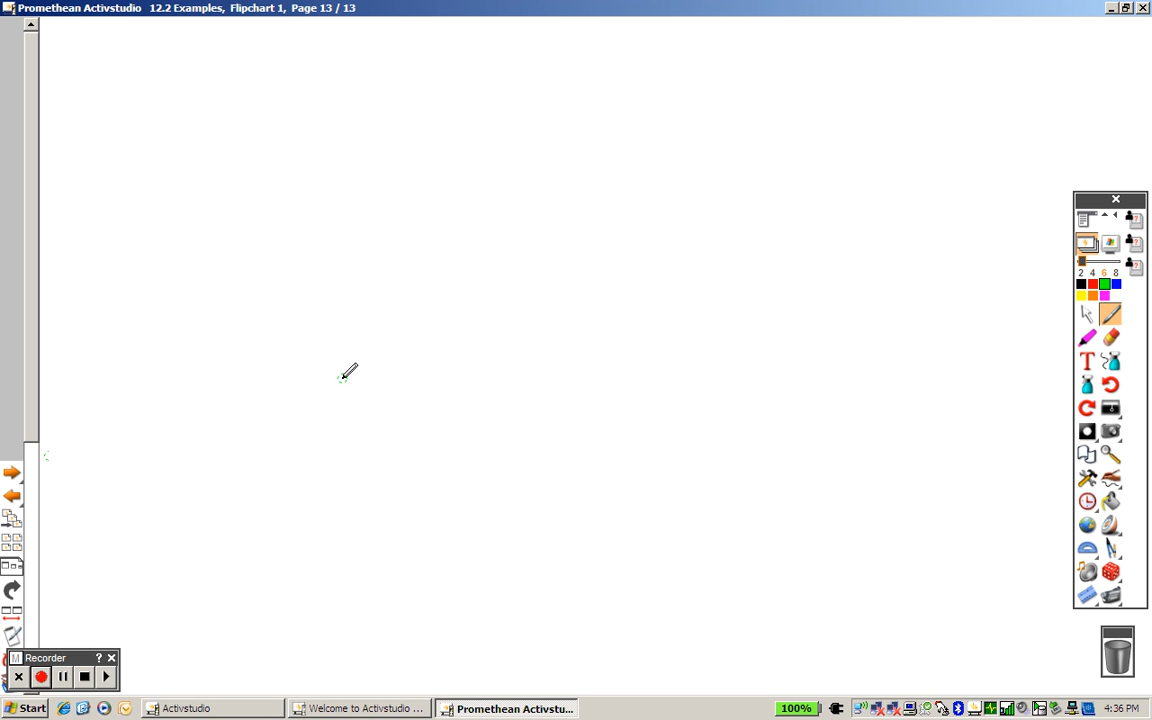 Promethean Activstudio 12.2 Examples, Flipchart 1, Page 13 / 13
2 4 6 8
T
Recorder ?
Start
Activstudio
Welcome to Activstudio ...
Promethean Activstu...
100%
4:36 PM